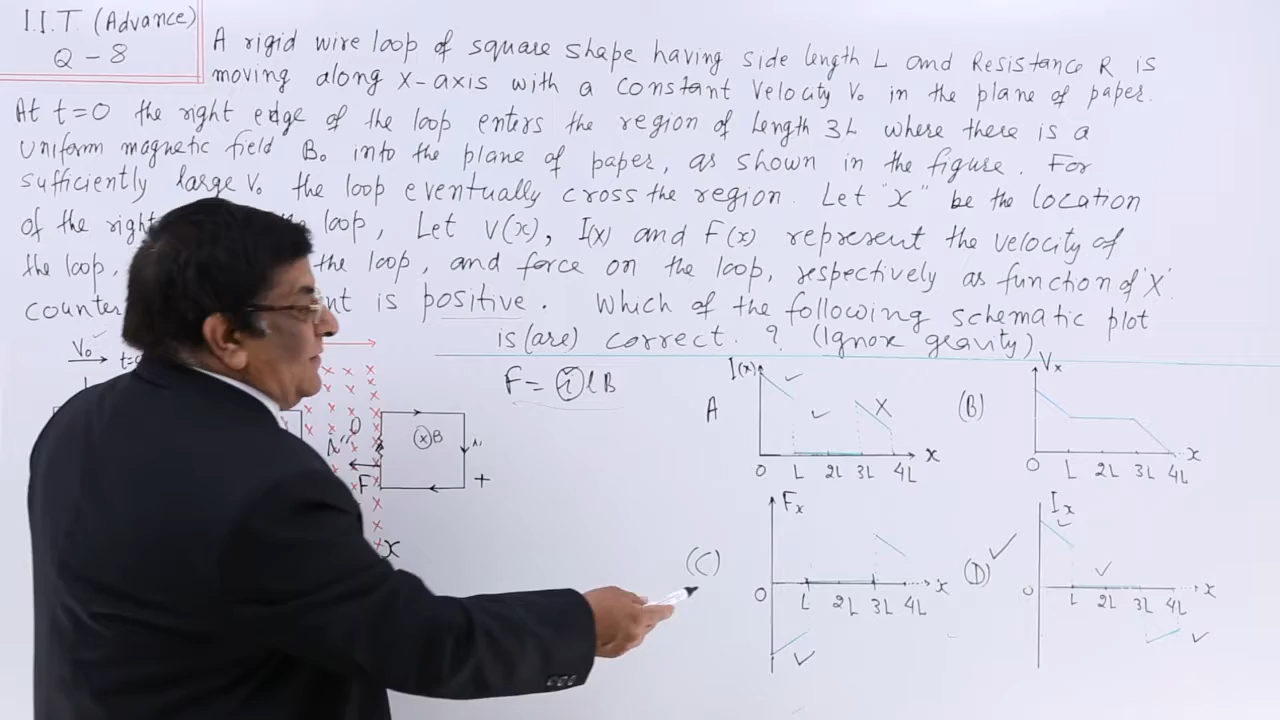 I.I.T (Advance)
Q - 8
A rigid wire loop of square shape having side length L and Resistance R is
moving along X-axis with a constant Velocity V₀ in the plane of paper.
At t=0 the right edge of the loop enters the region of Length 3L where there is a
Uniform magnetic field B₀ into the plane of paper, as shown in the figure. For
sufficiently large V₀ the loop eventually cross the region. Let "X" be the location
of the right the loop, Let V(x), I(x) and F(x) represent the velocity of
the loop, the loop, and force on the loop, respectively as function of 'X'.
counter is positive. Which of the following schematic plot
is (are) correct. ? (Ignore gravity)
V₀
F = i l B
A
I(x)
0 L 2L 3L 4L x
(B)
Vx
0 L 2L 3L 4L x
F
(x)B
+
x
(C)
Fx
0 L 2L 3L 4L x
(D)
Ix
0 L 2L 3L 4L x